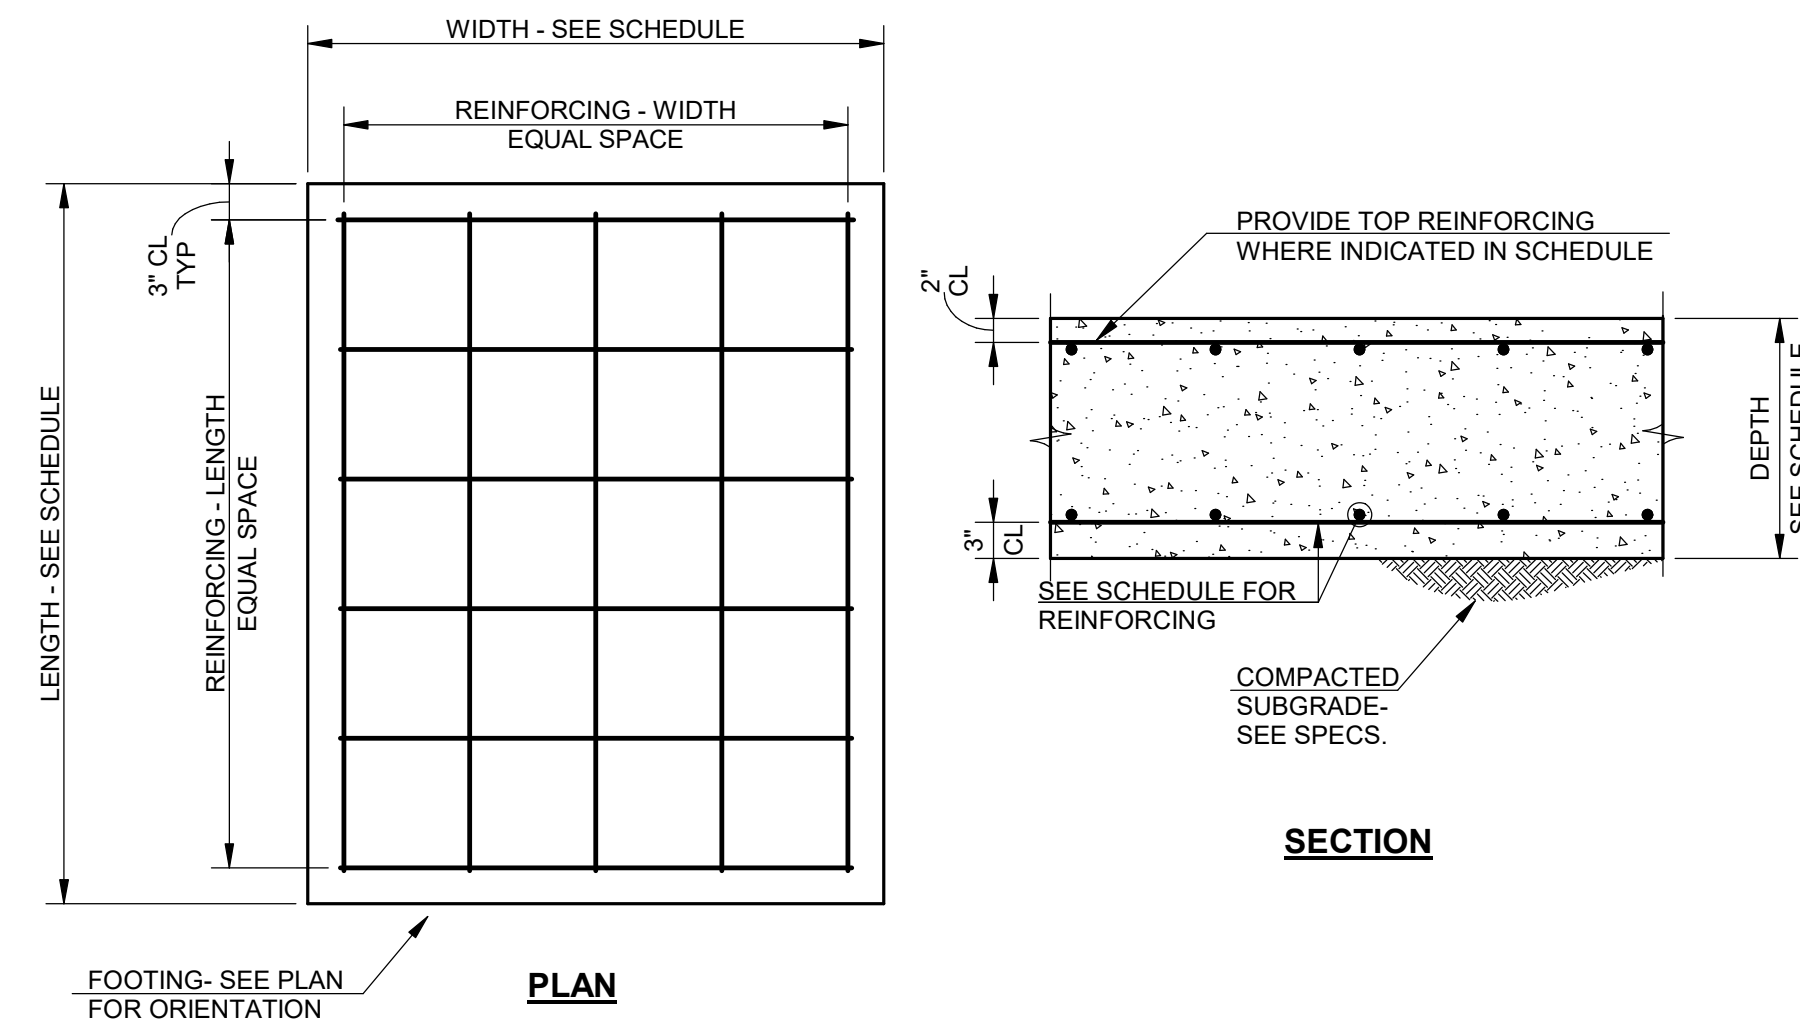 WIDTH - SEE SCHEDULE
REINFORCING - WIDTH
EQUAL SPACE
3" CL
TYP
LENGTH - SEE SCHEDULE
REINFORCING - LENGTH
EQUAL SPACE
FOOTING- SEE PLAN
FOR ORIENTATION
PLAN
PROVIDE TOP REINFORCING
WHERE INDICATED IN SCHEDULE
2"
CL
3"
CL
DEPTH
SEE SCHEDULE
SEE SCHEDULE FOR
REINFORCING
COMPACTED
SUBGRADE-
SEE SPECS.
SECTION